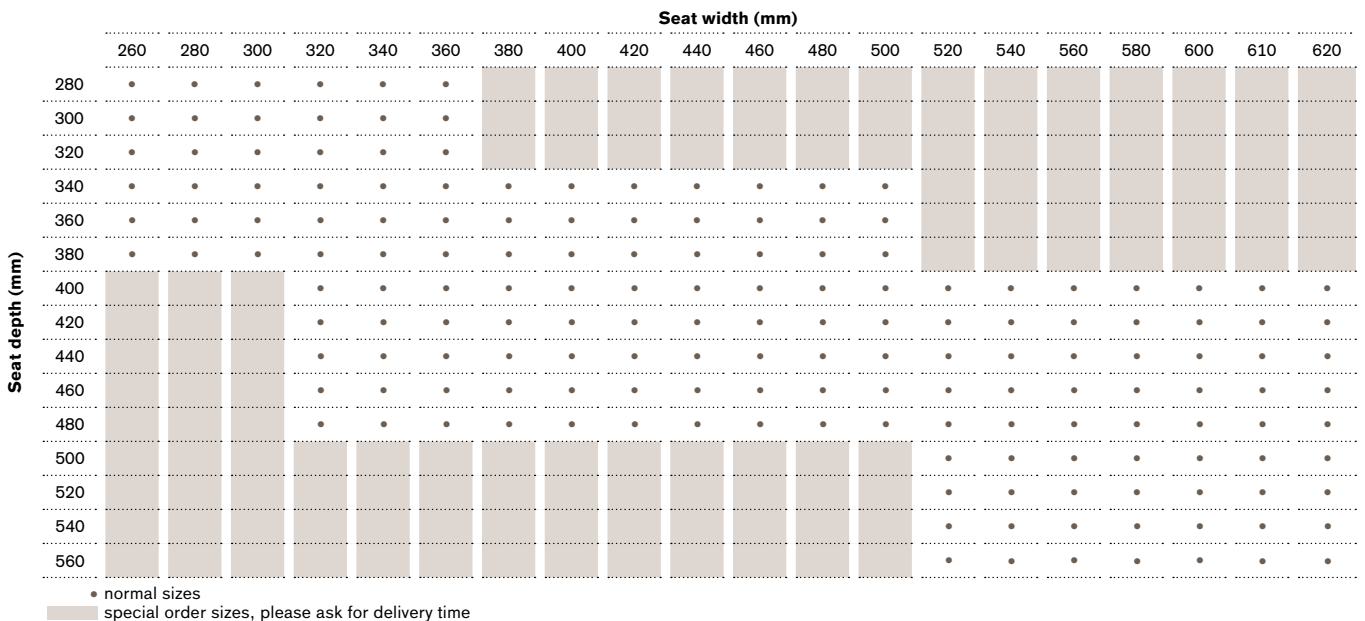 Seat width (mm)
260 280 300 320 340 360 380 400 420 440 460 480 500 520 540 560 580 600 610 620
Seat depth (mm)
280 • • • • • •
300 • • • • • •
320 • • • • • •
340 • • • • • • • • • • • • •
360 • • • • • • • • • • • • •
380 • • • • • • • • • • • • •
400 • • • • • • • • • • • • • • • • •
420 • • • • • • • • • • • • • • • • •
440 • • • • • • • • • • • • • • • • •
460 • • • • • • • • • • • • • • • • •
480 • • • • • • • • • • • • • • • • •
500 • • • • • • •
520 • • • • • • •
540 • • • • • • •
560 • • • • • • •
• normal sizes
special order sizes, please ask for delivery time